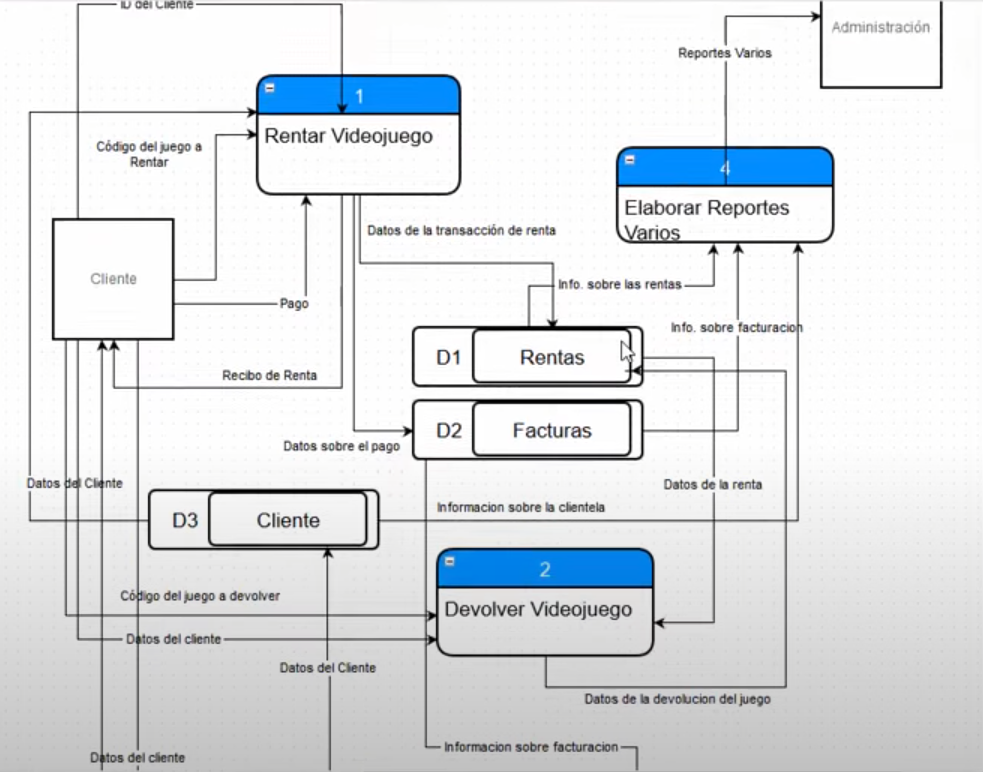 ID del Cliente
Administración
Reportes Varios
1
Rentar Videojuego
Código del juego a
Rentar
4
Elaborar Reportes
Varios
Datos de la transacción de renta
Cliente
Info. sobre las rentas
Pago
Info. sobre facturacion
D1
Rentas
Recibo de Renta
D2
Facturas
Datos sobre el pago
Datos del Cliente
Datos de la renta
Informacion sobre la clientela
D3
Cliente
2
Devolver Videojuego
Código del juego a devolver
Datos del cliente
Datos del Cliente
Datos de la devolucion del juego
Informacion sobre facturacion
Datos del cliente